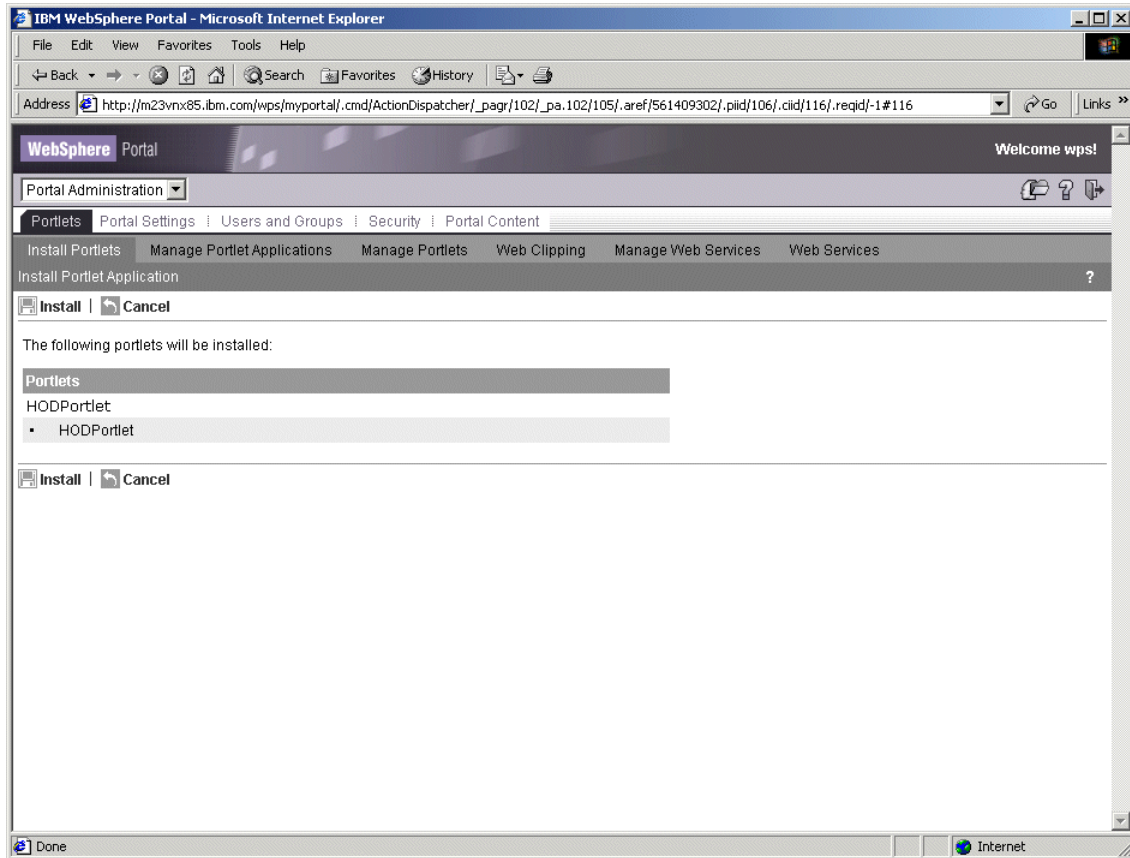 IBM WebSphere Portal - Microsoft Internet Explorer
File Edit View Favorites Tools Help
Back Search Favorites History
Address http://m23vnx85.ibm.com/wps/myportal/.cmd/ActionDispatcher/_pagr/102/_pa.102/105/.aref/561409302/.piid/106/.ciid/116/.reqid/-1#116 Go Links »
WebSphere Portal Welcome wps!
Portal Administration ?
Portlets Portal Settings | Users and Groups | Security | Portal Content
Install Portlets Manage Portlet Applications Manage Portlets Web Clipping Manage Web Services Web Services
Install Portlet Application ?
Install | Cancel
The following portlets will be installed:
Portlets
HODPortlet
• HODPortlet
Install | Cancel
Done Internet